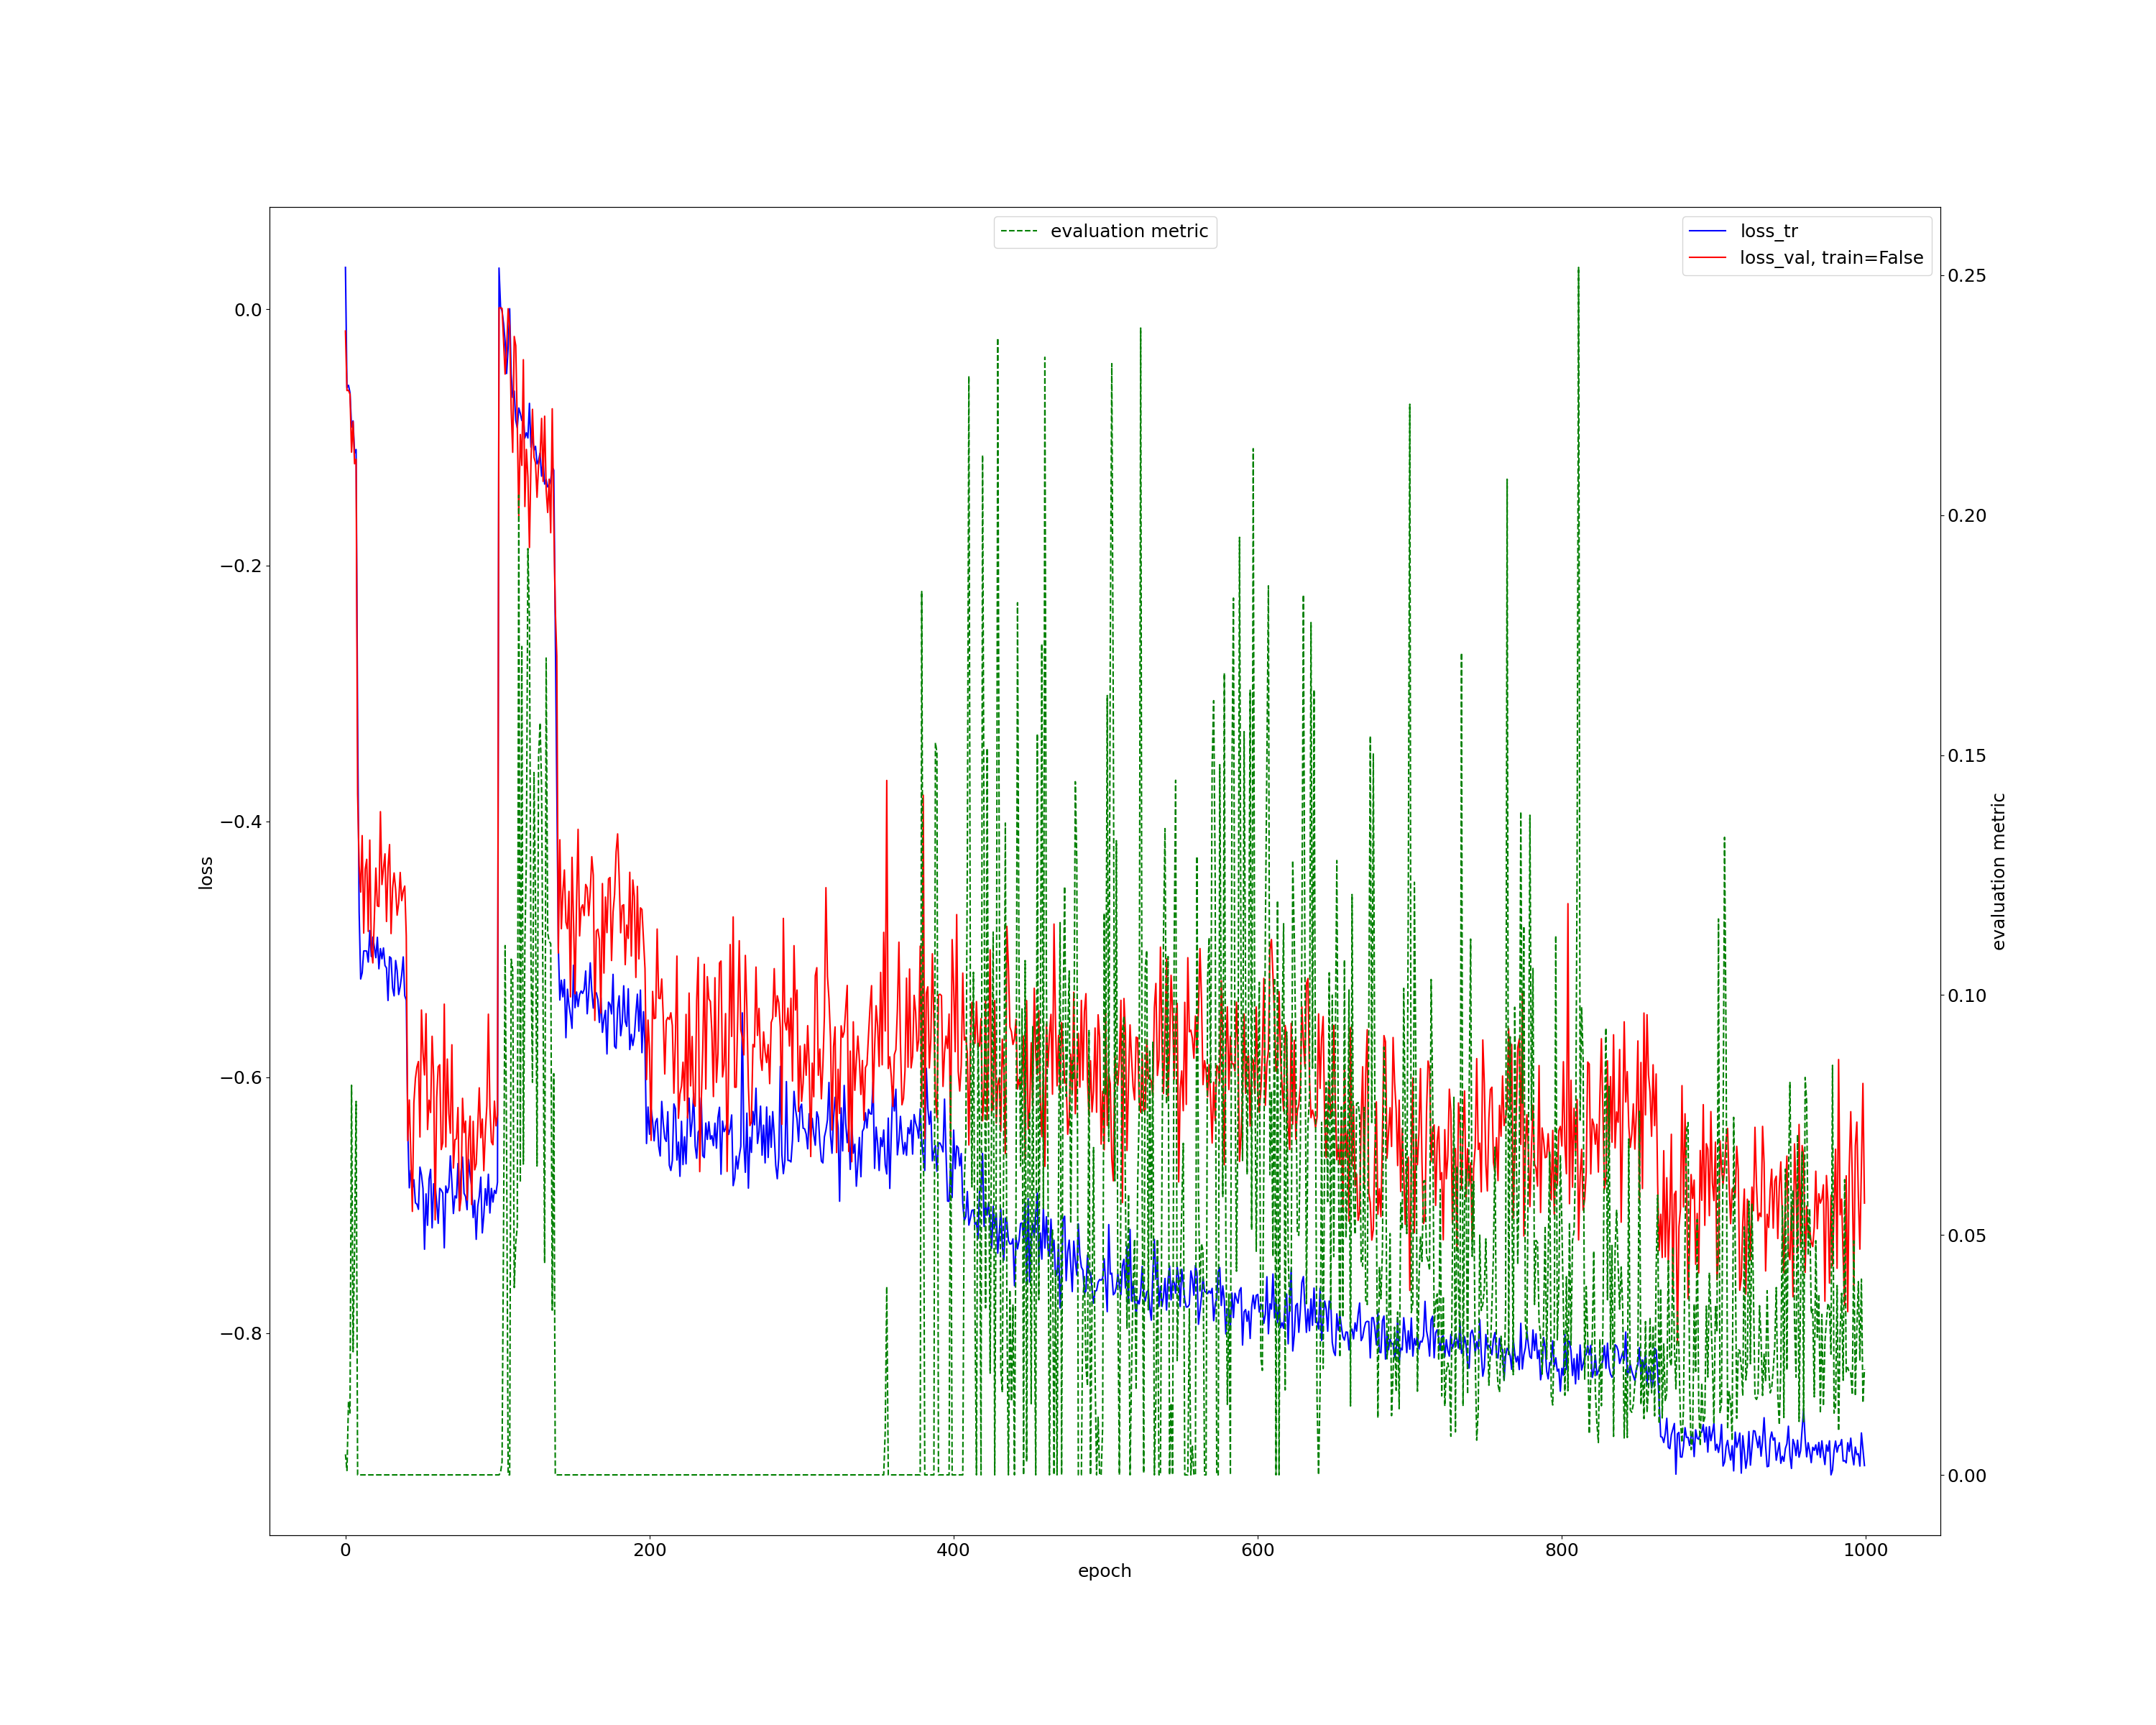 evaluation metric
loss_tr
loss_val, train=False
0.0
−0.2
−0.4
−0.6
−0.8
loss
0.25
0.20
0.15
0.10
0.05
0.00
evaluation metric
0 200 400 600 800 1000
epoch